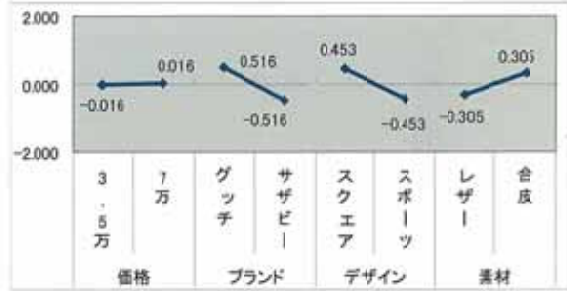 2.000
0.000
-2.000
-0.016
0.016
0.516
-0.516
0.453
-0.453
-0.305
0.305
3.5万
7万
グッチ
サザビー
スクエア
スポーツ
レザー
合皮
価格
ブランド
デザイン
素材